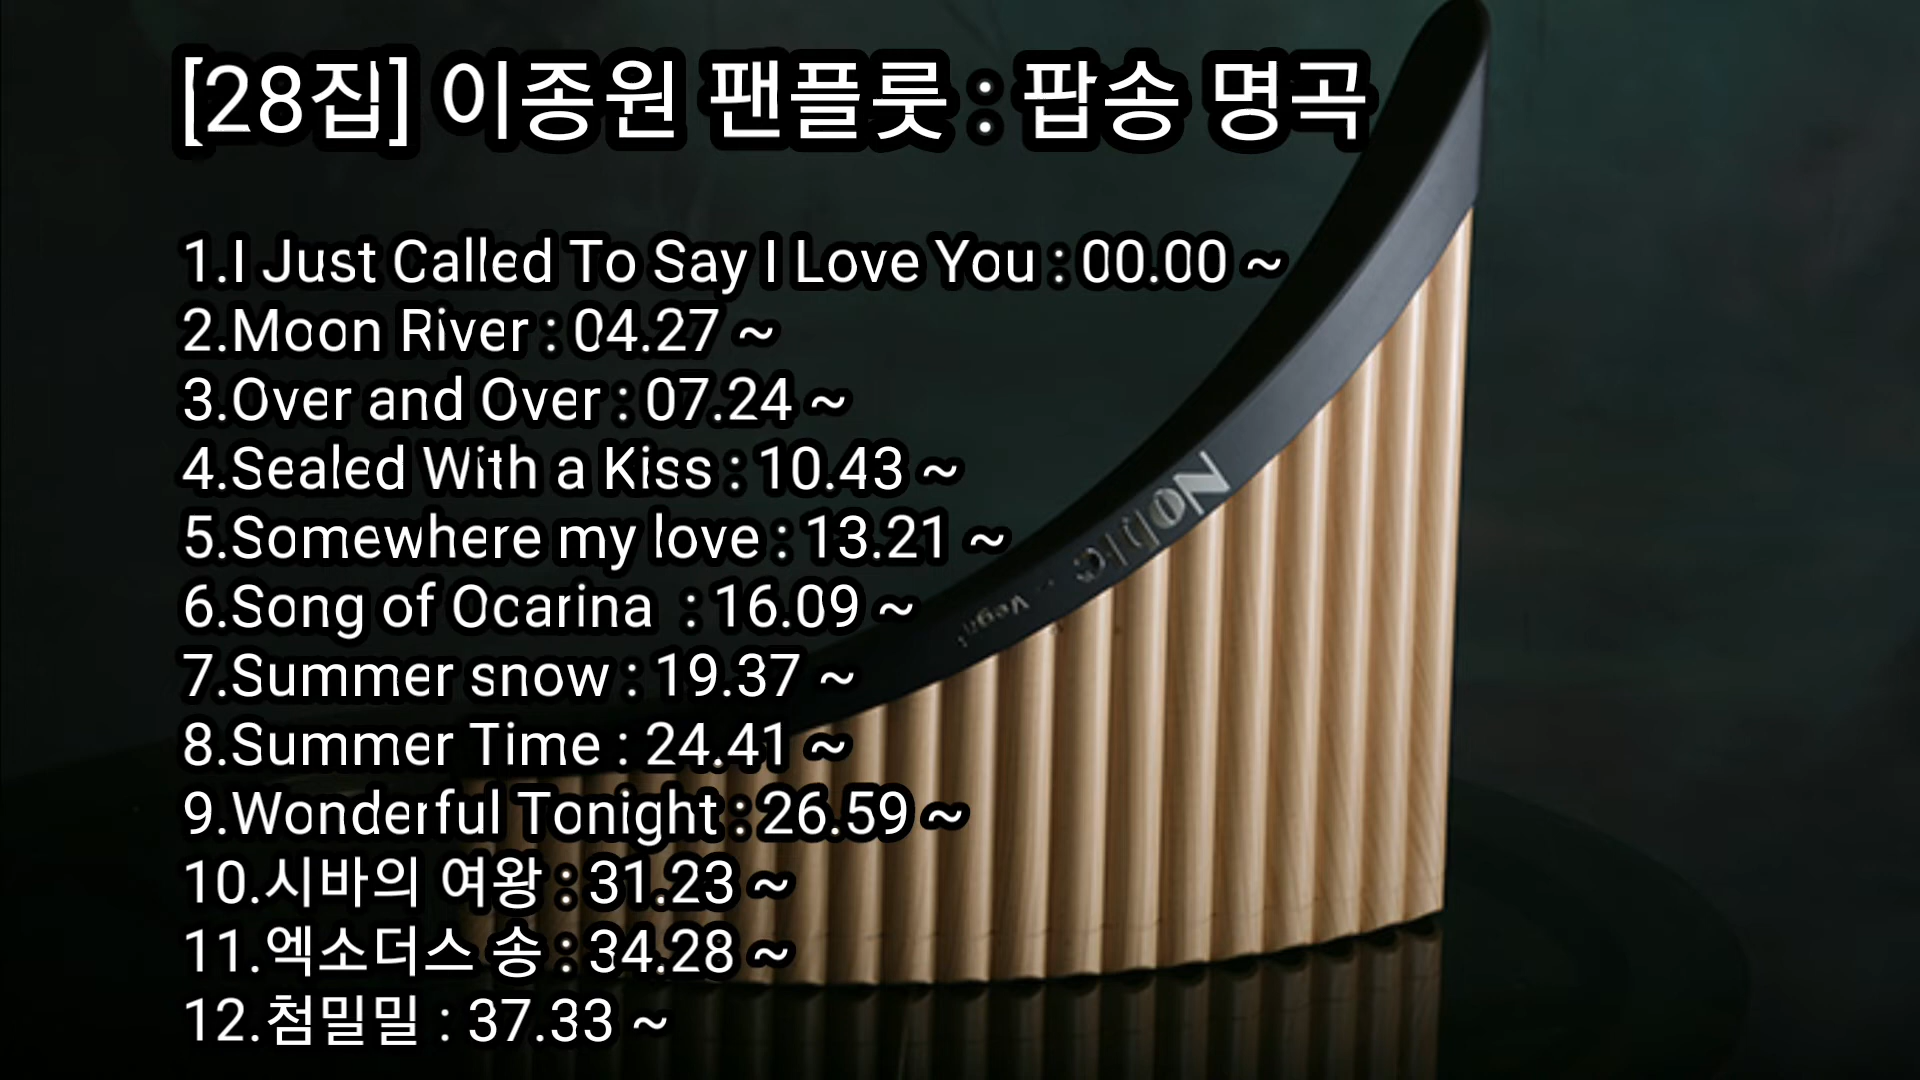 [28집] 이종원 팬플룻 : 팝송 명곡
1.I Just Called To Say I Love You : 00.00 ~
2.Moon River : 04.27 ~
3.Over and Over : 07.24 ~
4.Sealed With a Kiss : 10.43 ~
5.Somewhere my love : 13.21 ~
6.Song of Ocarina  : 16.09 ~
7.Summer snow : 19.37 ~
8.Summer Time : 24.41 ~
9.Wonderful Tonight : 26.59 ~
10.시바의 여왕 : 31.23 ~
11.엑소더스 송 : 34.28 ~
12.첨밀밀 : 37.33 ~